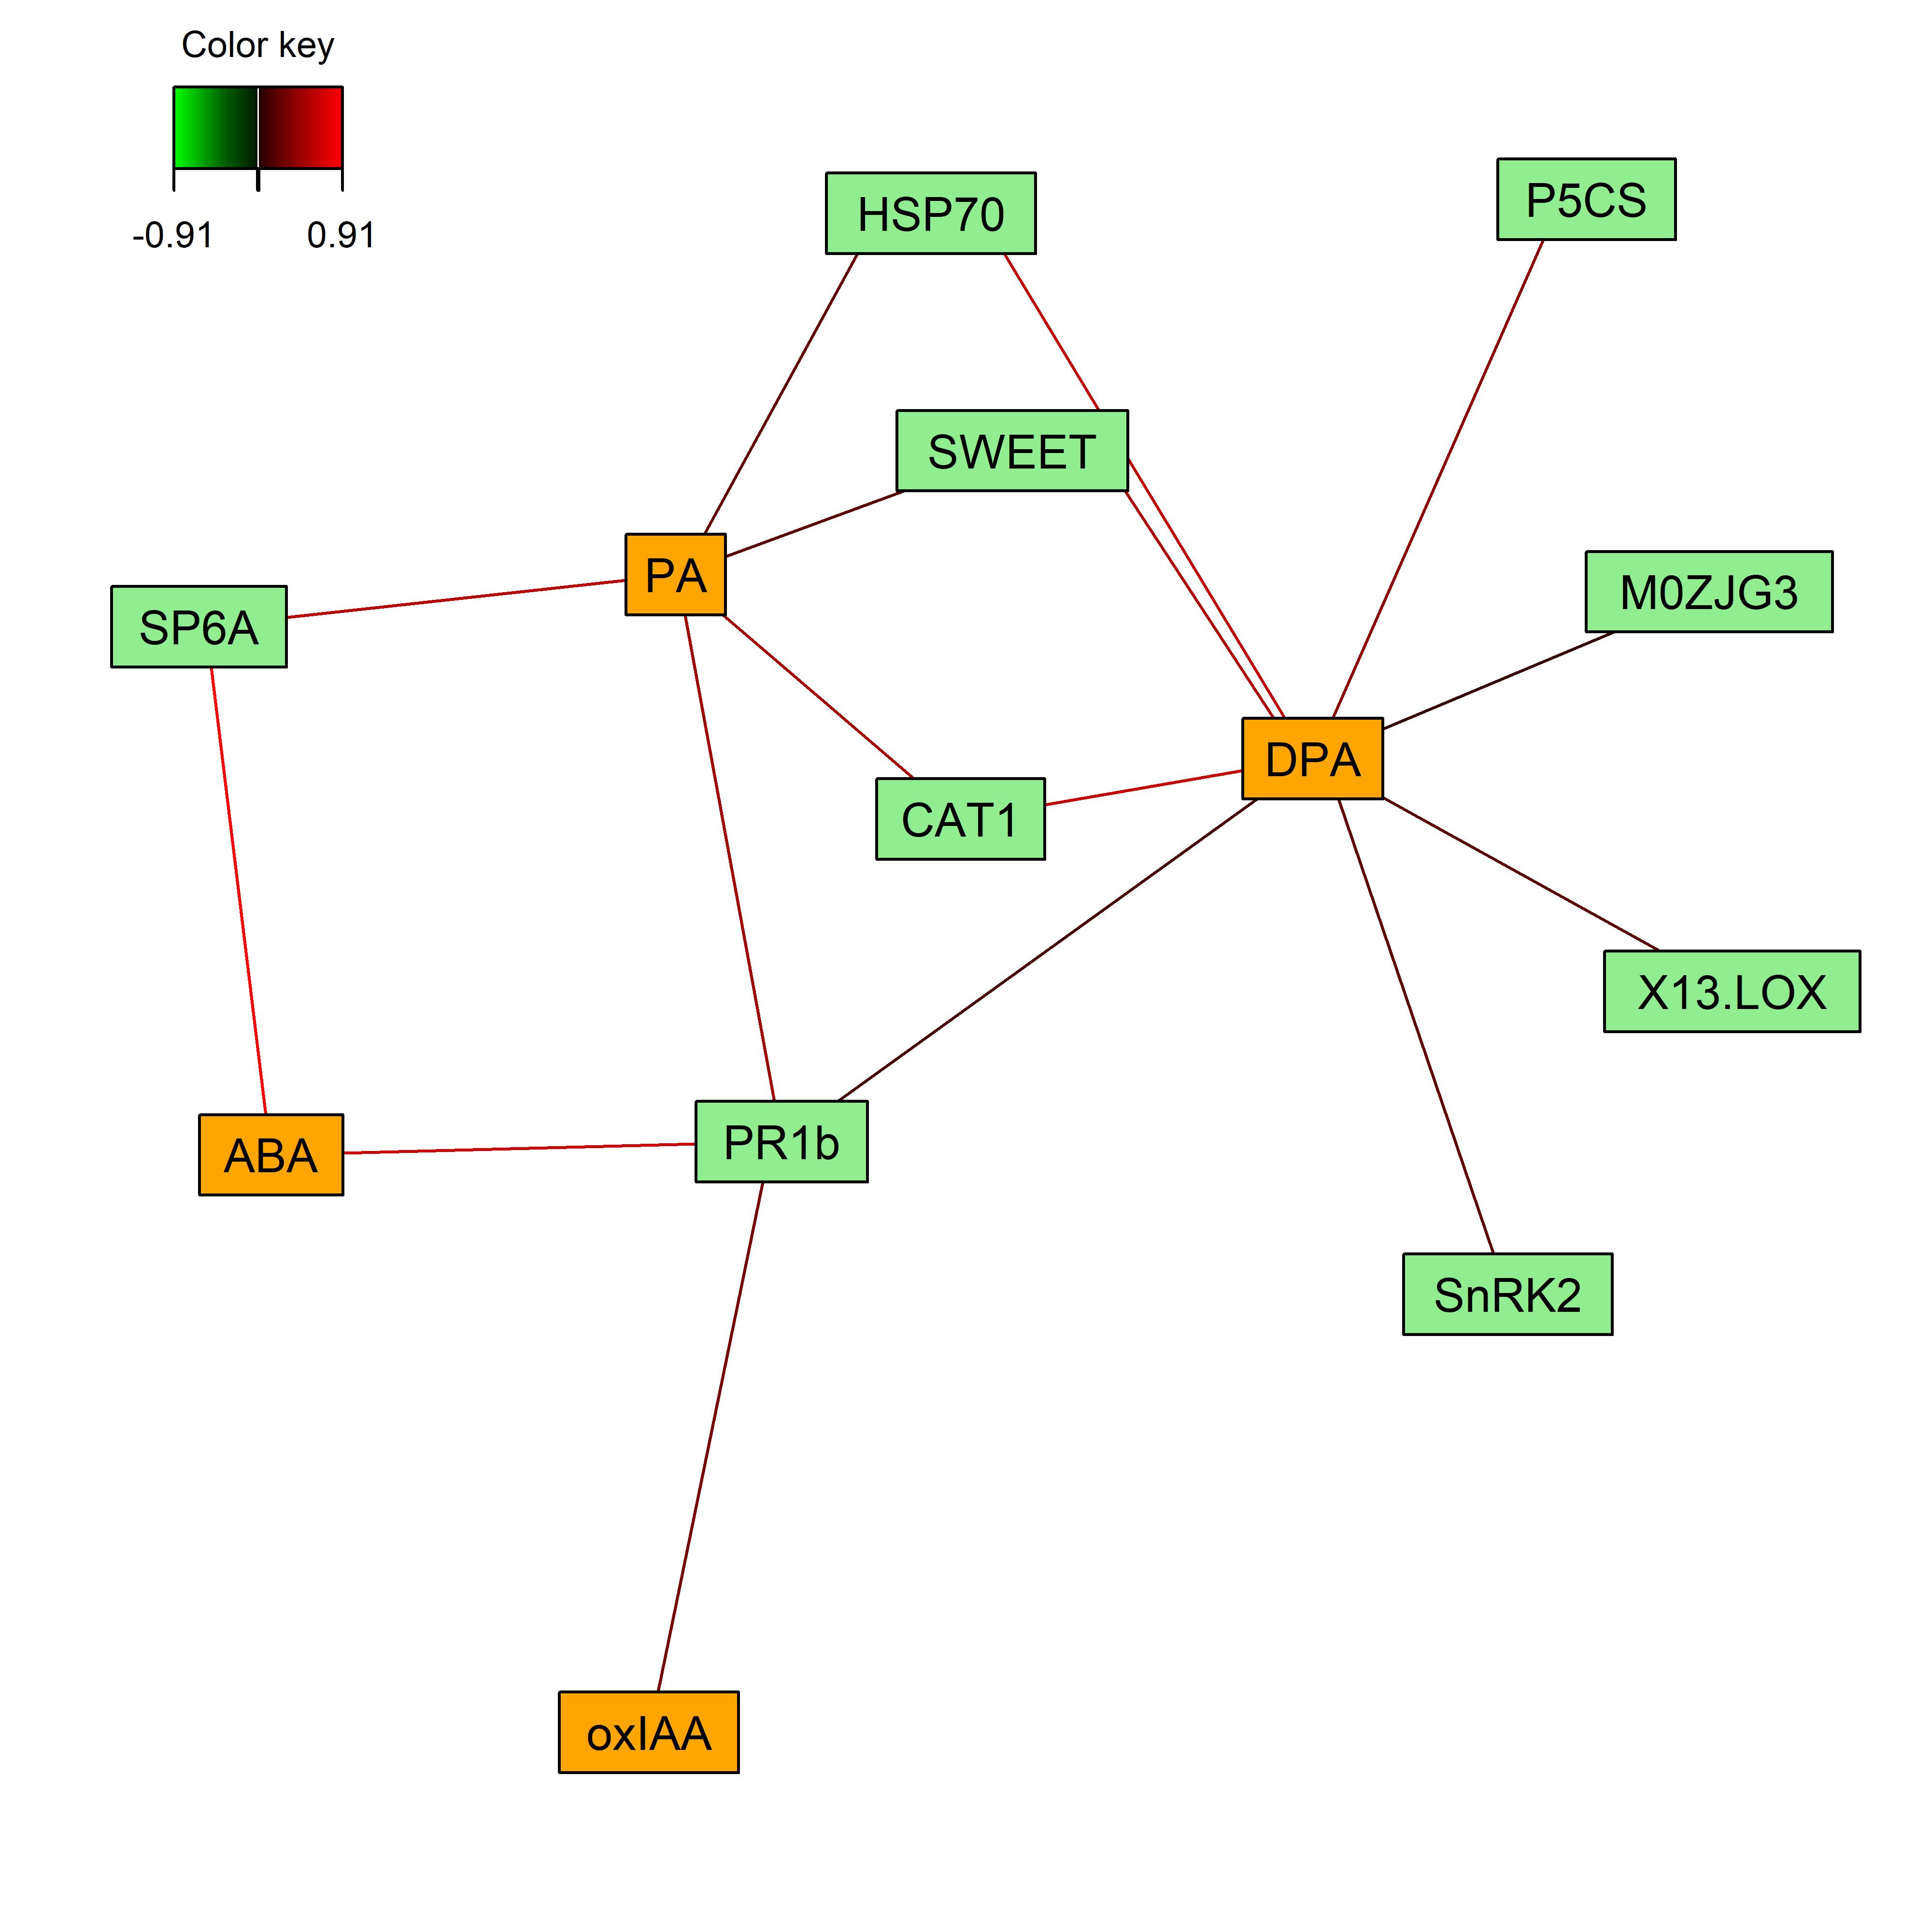 Color key
-0.91 0.91
HSP70
P5CS
SWEET
PA
M0ZJG3
SP6A
DPA
CAT1
X13.LOX
PR1b
ABA
SnRK2
oxIAA